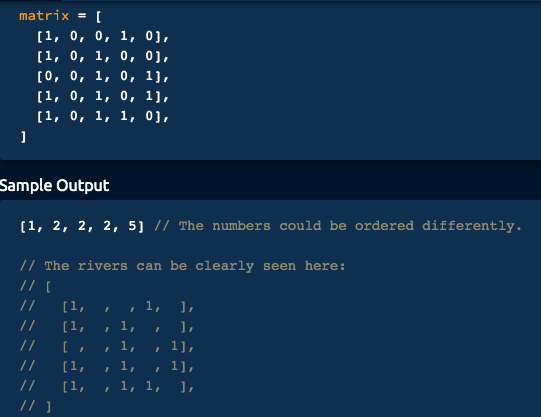 matrix = [
[1, 0, 0, 1, 0],
[1, 0, 1, 0, 0],
[0, 0, 1, 0, 1],
[1, 0, 1, 0, 1],
[1, 0, 1, 1, 0],
]
Sample Output
[1, 2, 2, 2, 5] // The numbers could be ordered differently.
// The rivers can be clearly seen here:
// [
//   [1,  ,  , 1,  ],
//   [1,  , 1,  ,  ],
//   [ ,  , 1,  , 1],
//   [1,  , 1,  , 1],
//   [1,  , 1, 1,  ],
// ]